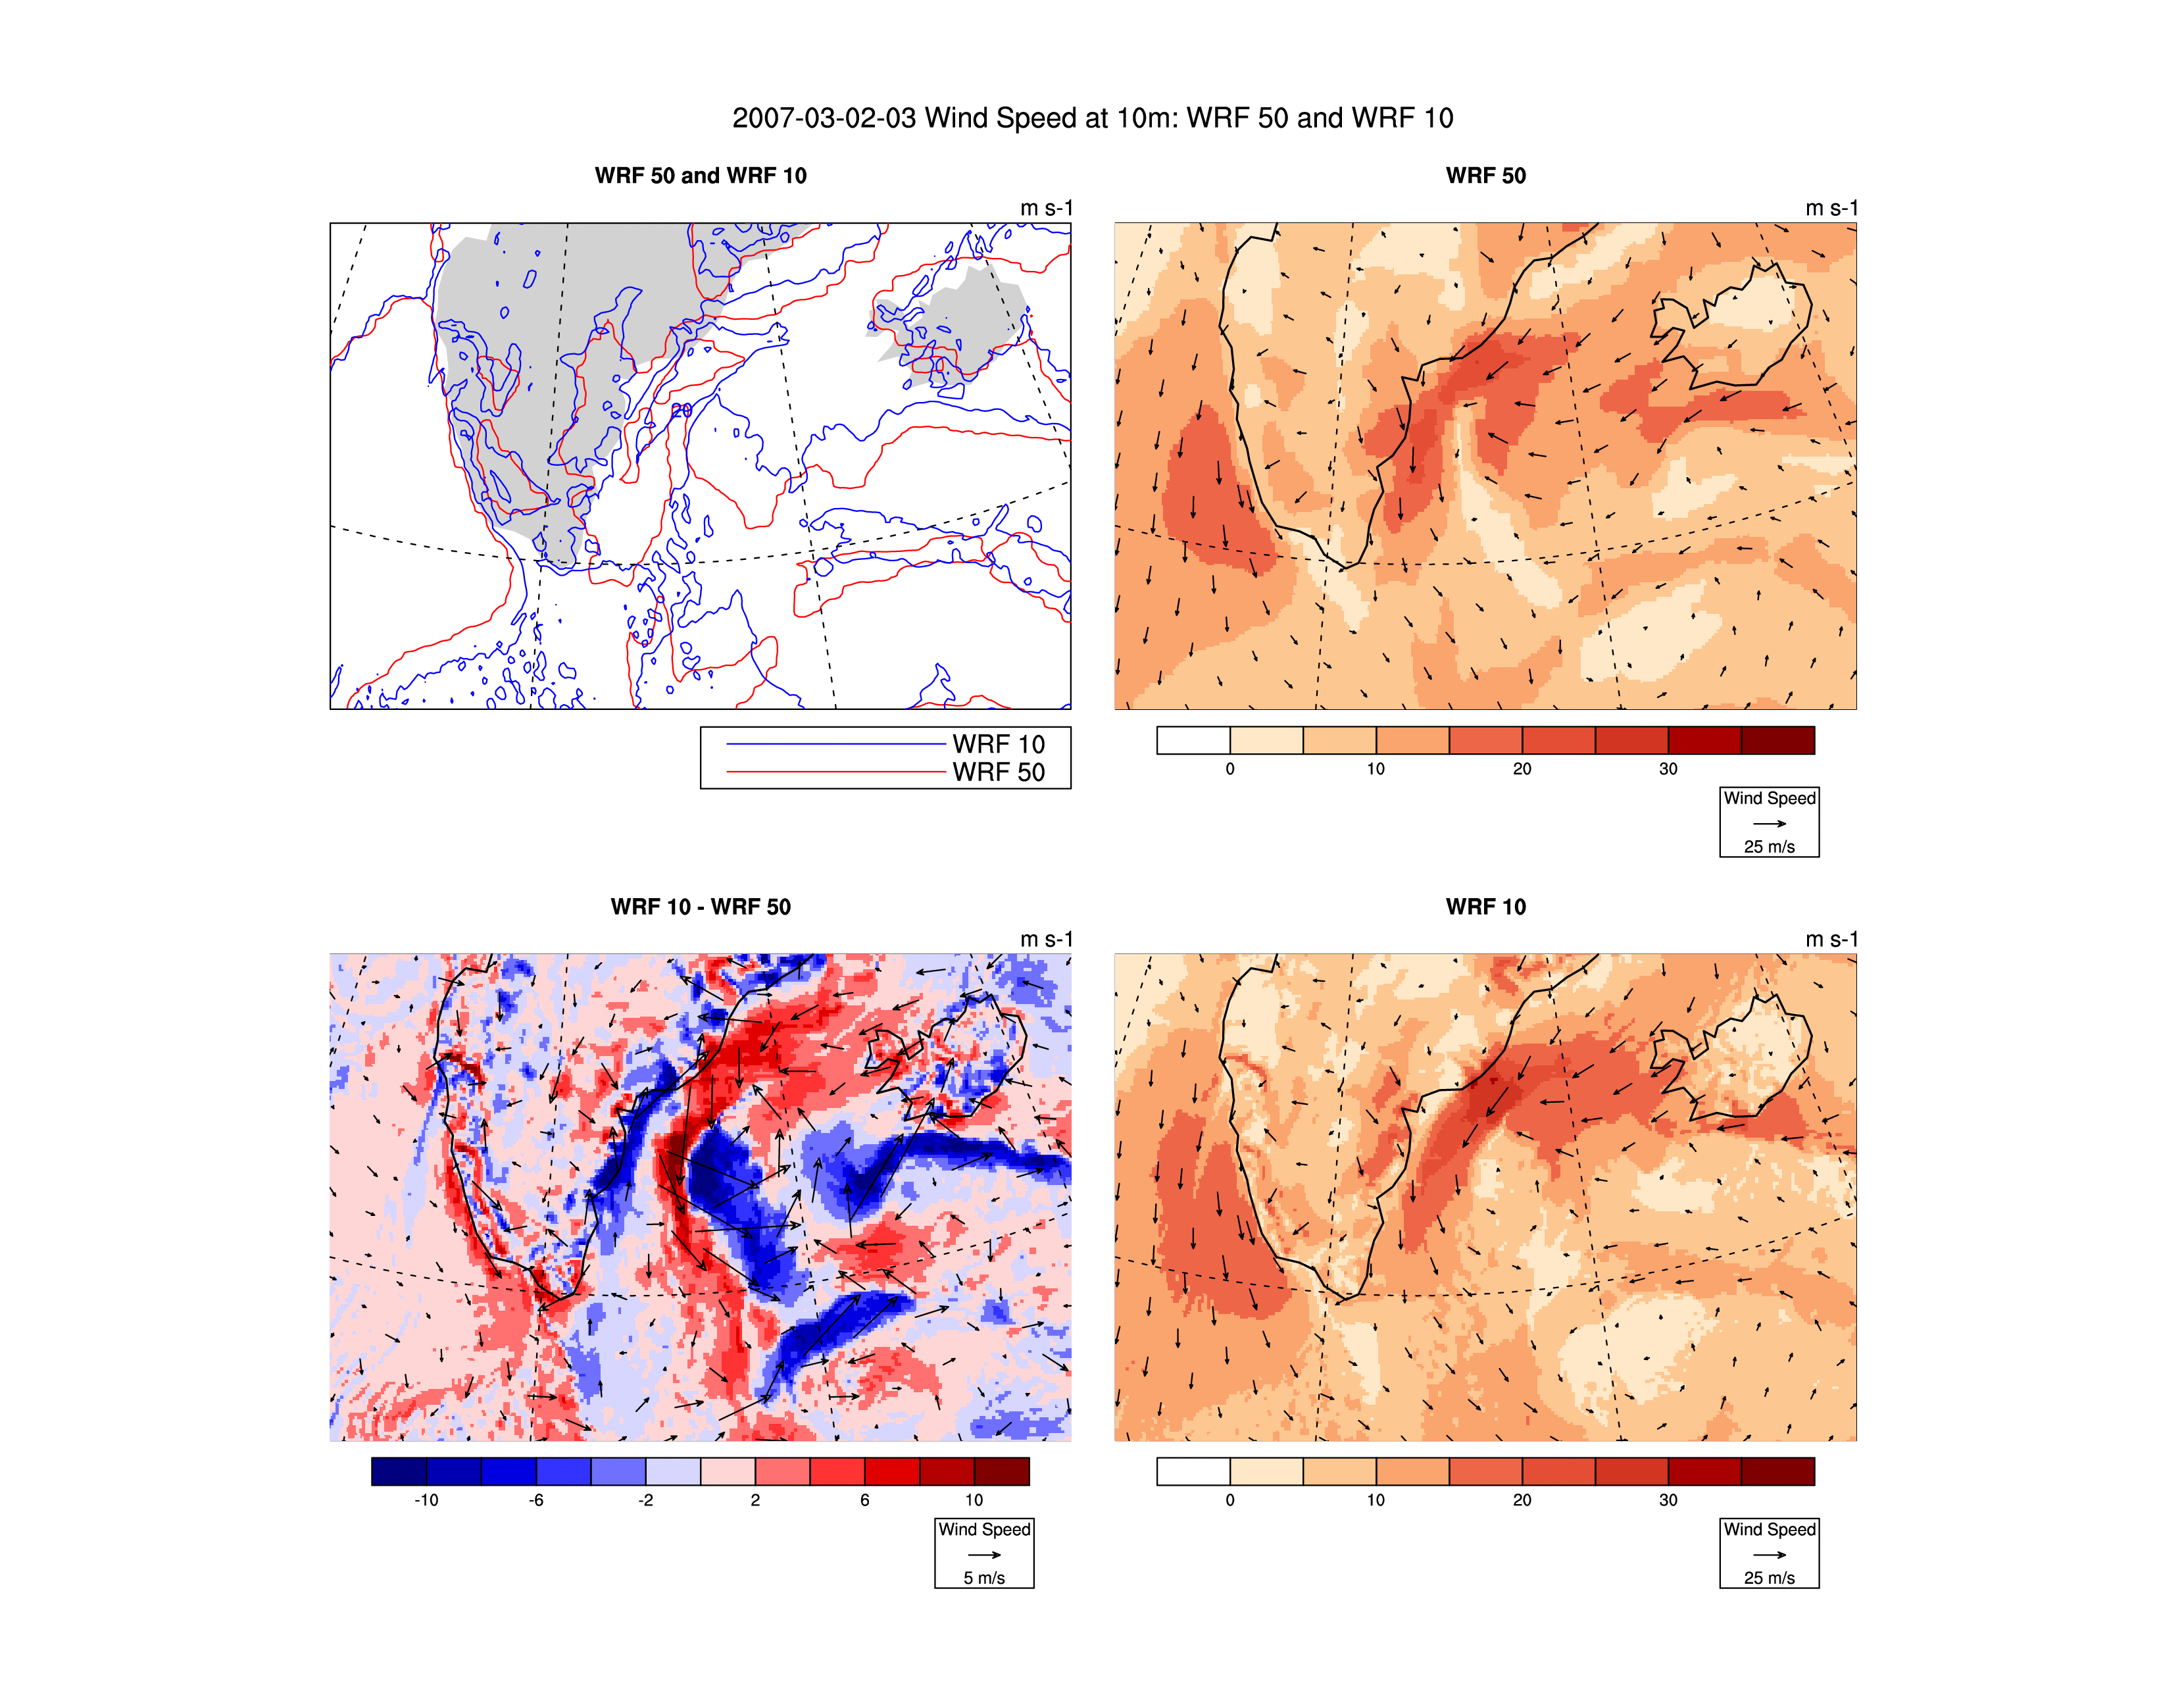 2007-03-02-03 Wind Speed at 10m: WRF 50 and WRF 10
WRF 50 and WRF 10
m s-1
20
WRF 10
WRF 50
WRF 50
m s-1
0 10 20 30
Wind Speed
25 m/s
WRF 10 - WRF 50
m s-1
-10 -6 -2 2 6 10
Wind Speed
5 m/s
WRF 10
m s-1
0 10 20 30
Wind Speed
25 m/s